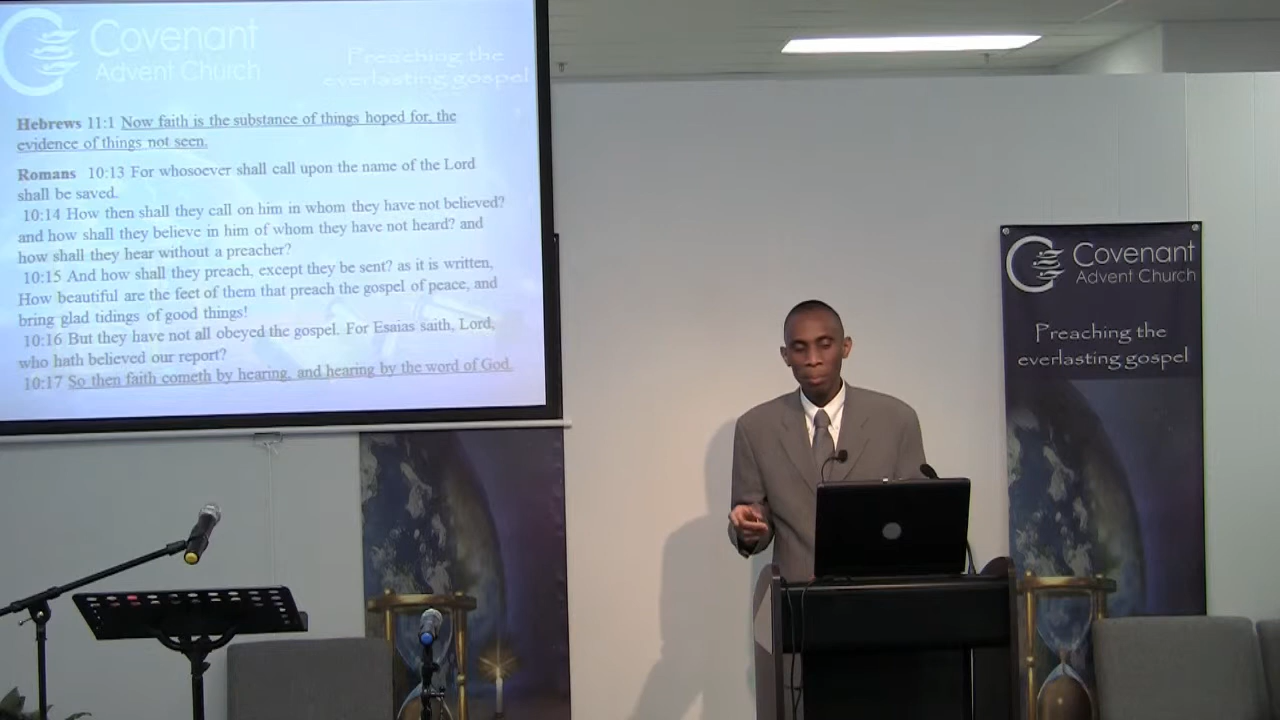 Covenant
Advent Church
Preaching the
everlasting gospel
Hebrews 11:1 Now faith is the substance of things hoped for, the
evidence of things not seen.
Romans 10:13 For whosoever shall call upon the name of the Lord
shall be saved.
10:14 How then shall they call on him in whom they have not believed?
and how shall they believe in him of whom they have not heard? and
how shall they hear without a preacher?
10:15 And how shall they preach, except they be sent? as it is written,
How beautiful are the feet of them that preach the gospel of peace, and
bring glad tidings of good things!
10:16 But they have not all obeyed the gospel. For Esaias saith, Lord,
who hath believed our report?
10:17 So then faith cometh by hearing, and hearing by the word of God.
Covenant
Advent Church
Preaching the
everlasting gospel